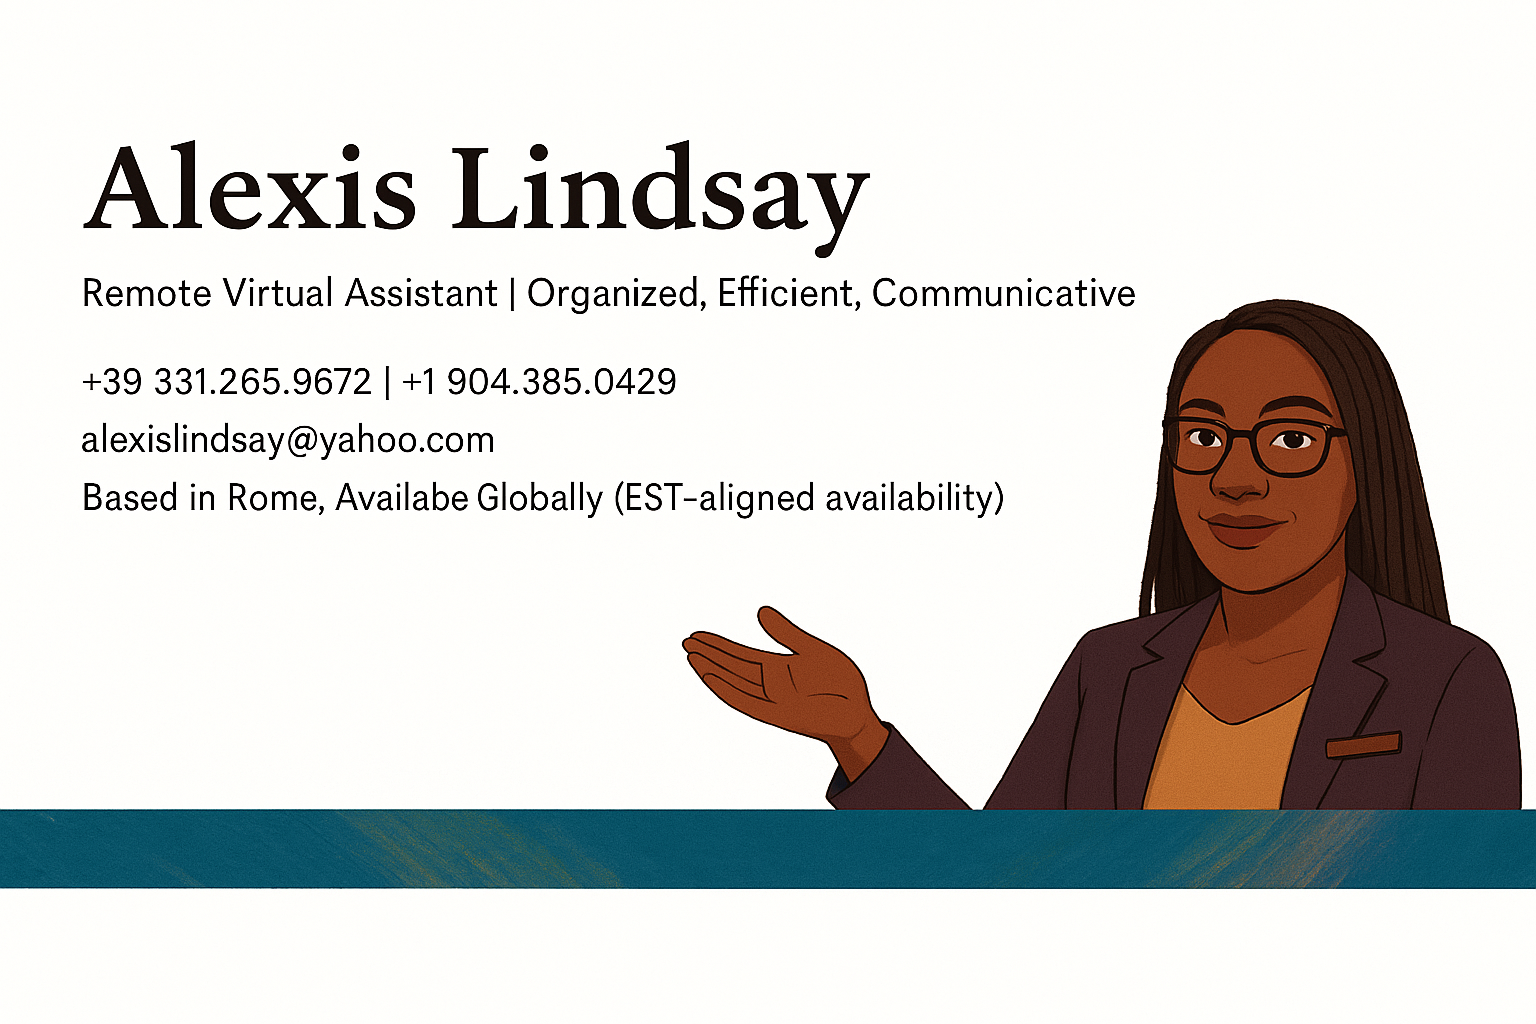 Alexis Lindsay
Remote Virtual Assistant | Organized, Efficient, Communicative
+39 331.265.9672 | +1 904.385.0429
alexislindsay@yahoo.com
Based in Rome, Availabe Globally (EST-aligned availability)